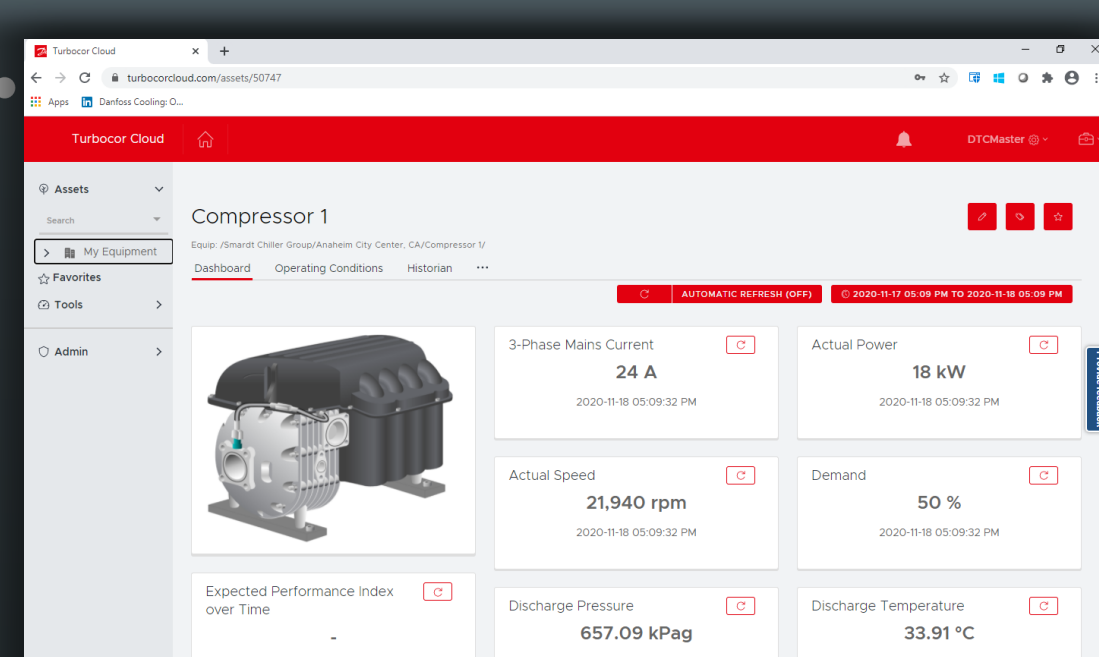 Turbocor Cloud
turbocorcloud.com/assets/50747
Apps
in
Danfoss Cooling: O...
Turbocor Cloud
DTCMaster
Assets
Search
My Equipment
Favorites
Tools
Admin
Compressor 1
Equip: /Smardt Chiller Group/Anaheim City Center, CA/Compressor 1/
Dashboard Operating Conditions Historian ...
AUTOMATIC REFRESH (OFF)
2020-11-17 05:09 PM TO 2020-11-18 05:09 PM
3-Phase Mains Current
24 A
2020-11-18 05:09:32 PM
Actual Power
18 kW
2020-11-18 05:09:32 PM
Actual Speed
21,940 rpm
2020-11-18 05:09:32 PM
Demand
50 %
2020-11-18 05:09:32 PM
Expected Performance Index
over Time
-
Discharge Pressure
657.09 kPag
Discharge Temperature
33.91 °C